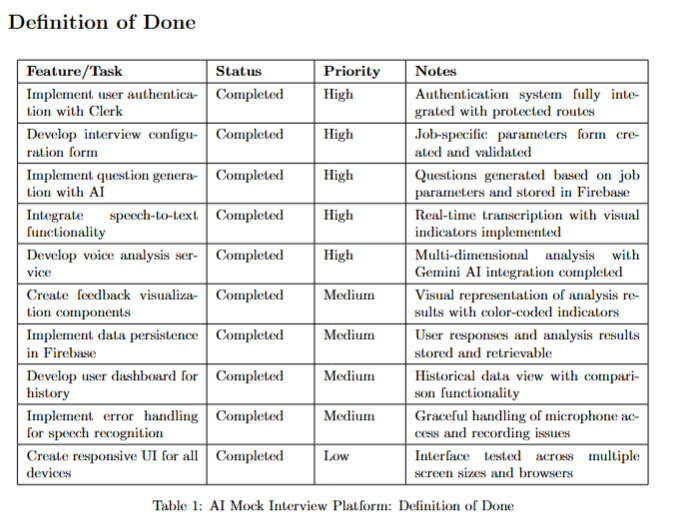 Definition of Done
Feature/Task Status Priority Notes
Implement user authentica- Completed High Authentication system fully inte-
tion with Clerk grated with protected routes
Develop interview configu- Completed High Job-specific parameters form cre-
ration form ated and validated
Implement question genera- Completed High Questions generated based on job
tion with AI parameters and stored in Firebase
Integrate speech-to-text Completed High Real-time transcription with visual
functionality indicators implemented
Develop voice analysis ser- Completed High Multi-dimensional analysis with
vice Gemini AI integration completed
Create feedback visualiza- Completed Medium Visual representation of analysis re-
tion components sults with color-coded indicators
Implement data persistence Completed Medium User responses and analysis results
in Firebase stored and retrievable
Develop user dashboard for Completed Medium Historical data view with compari-
history son functionality
Implement error handling Completed Medium Graceful handling of microphone ac-
for speech recognition cess and recording issues
Create responsive UI for all Completed Low Interface tested across multiple
devices screen sizes and browsers
Table 1: AI Mock Interview Platform: Definition of Done